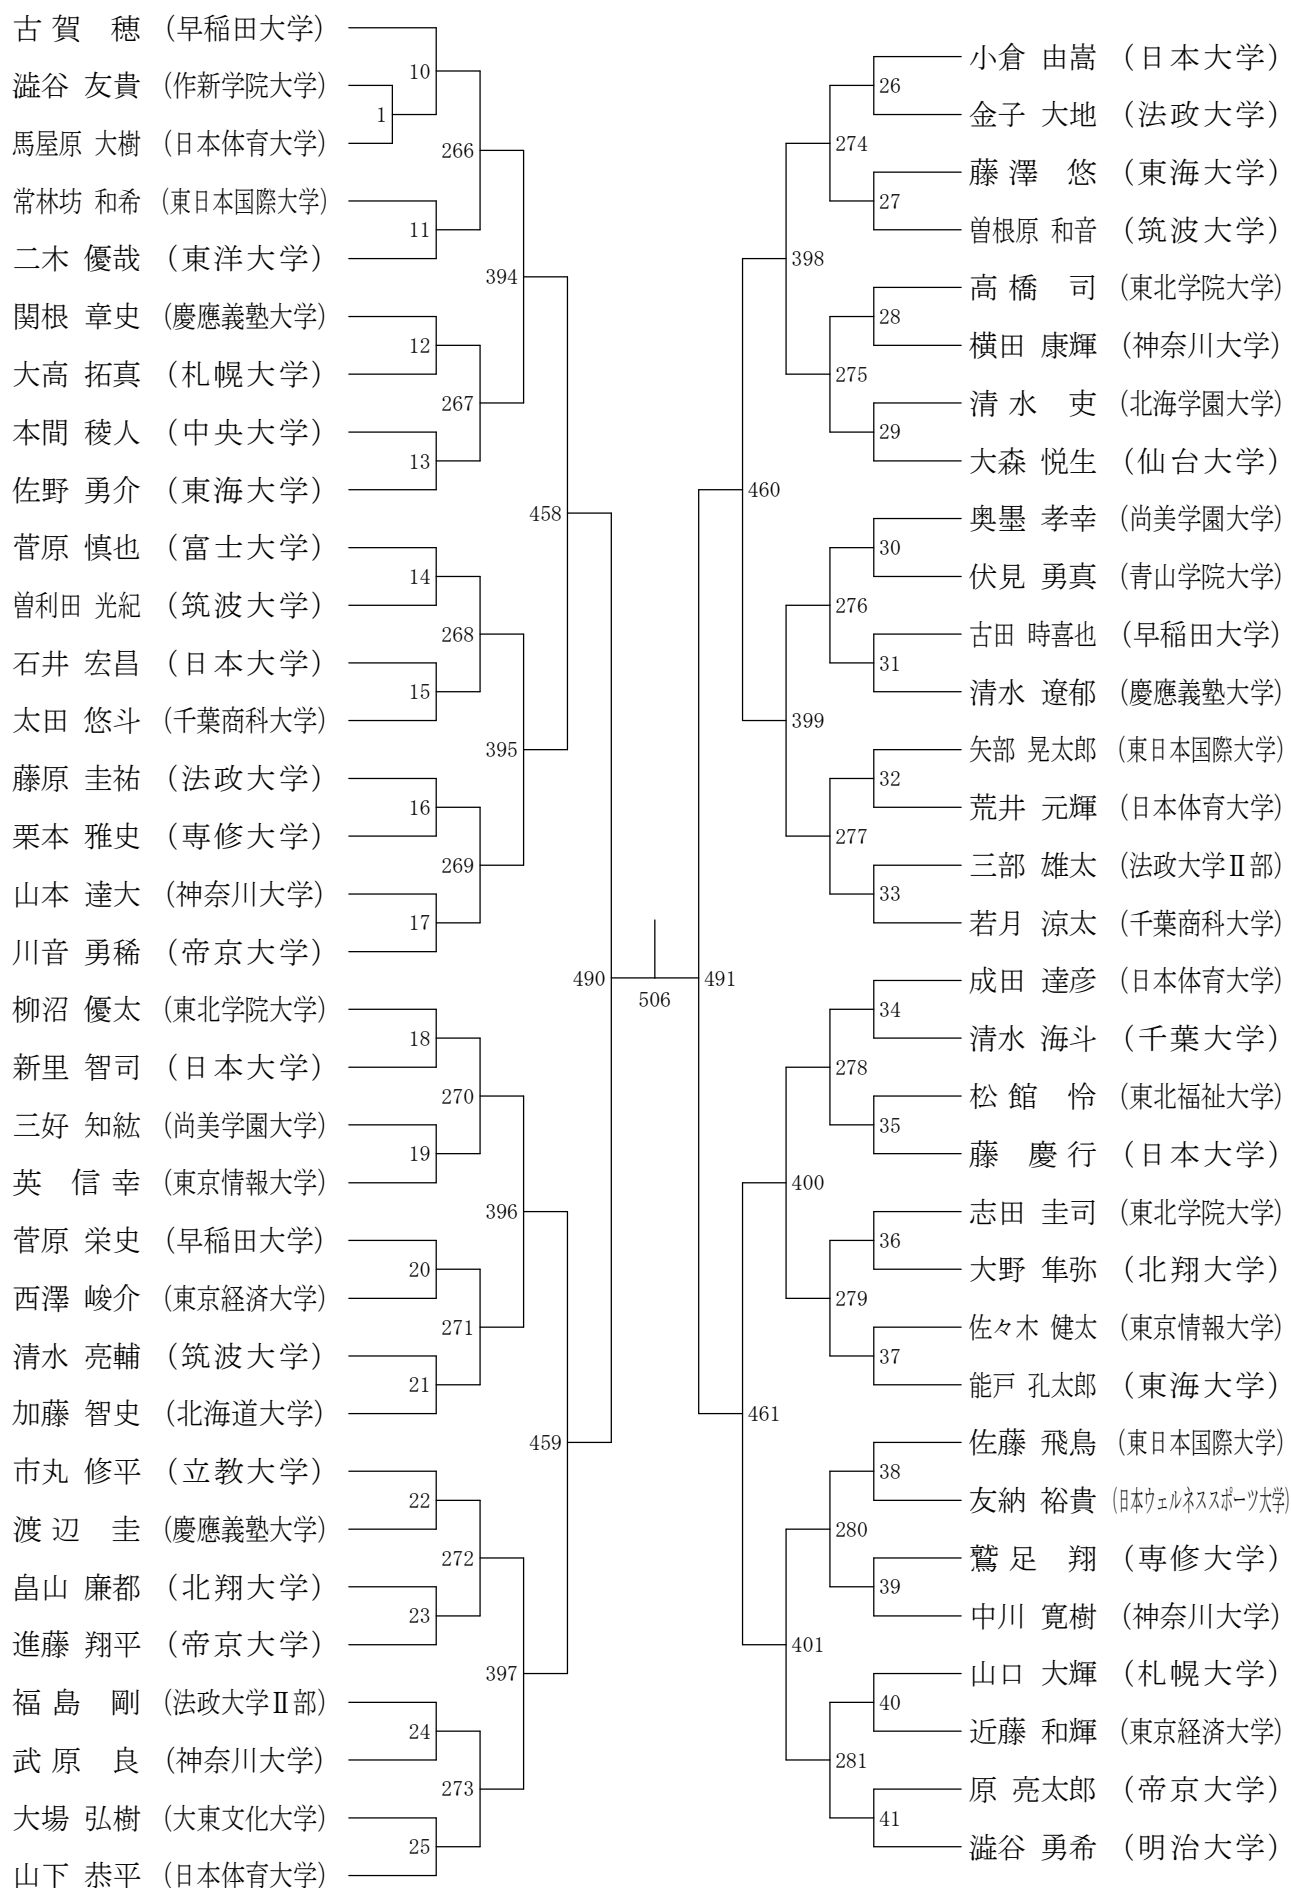 古賀 穂 (早稲田大学)
10
澁谷 友貴 (作新学院大学)
1
馬屋原 大樹 (日本体育大学)
266
常林坊 和希 (東日本国際大学)
11
二木 優哉 (東洋大学)
394
関根 章史 (慶應義塾大学)
12
大高 拓真 (札幌大学)
267
本間 稜人 (中央大学)
13
佐野 勇介 (東海大学)
458
菅原 慎也 (富士大学)
14
曽利田 光紀 (筑波大学)
268
石井 宏昌 (日本大学)
15
太田 悠斗 (千葉商科大学)
395
藤原 圭祐 (法政大学)
16
栗本 雅史 (専修大学)
269
山本 達大 (神奈川大学)
17
川音 勇稀 (帝京大学)
490
柳沼 優太 (東北学院大学)
18
新里 智司 (日本大学)
270
三好 知紘 (尚美学園大学)
19
英 信幸 (東京情報大学)
396
菅原 栄史 (早稲田大学)
20
西澤 峻介 (東京経済大学)
271
清水 亮輔 (筑波大学)
21
加藤 智史 (北海道大学)
459
市丸 修平 (立教大学)
22
渡辺 圭 (慶應義塾大学)
272
畠山 廉都 (北翔大学)
23
進藤 翔平 (帝京大学)
397
福島 剛 (法政大学Ⅱ部)
24
武原 良 (神奈川大学)
273
大場 弘樹 (大東文化大学)
25
山下 恭平 (日本体育大学)
506
小倉 由嵩 (日本大学)
26
金子 大地 (法政大学)
274
藤澤 悠 (東海大学)
27
曽根原 和音 (筑波大学)
398
高橋 司 (東北学院大学)
28
横田 康輝 (神奈川大学)
275
清水 吏 (北海学園大学)
29
大森 悦生 (仙台大学)
460
奥墨 孝幸 (尚美学園大学)
30
伏見 勇真 (青山学院大学)
276
古田 時喜也 (早稲田大学)
31
清水 遼郁 (慶應義塾大学)
399
矢部 晃太郎 (東日本国際大学)
32
荒井 元輝 (日本体育大学)
277
三部 雄太 (法政大学Ⅱ部)
33
若月 涼太 (千葉商科大学)
491
成田 達彦 (日本体育大学)
34
清水 海斗 (千葉大学)
278
松館 怜 (東北福祉大学)
35
藤 慶行 (日本大学)
400
志田 圭司 (東北学院大学)
36
大野 隼弥 (北翔大学)
279
佐々木 健太 (東京情報大学)
37
能戸 孔太郎 (東海大学)
461
佐藤 飛鳥 (東日本国際大学)
38
友納 裕貴 (日本ウェルネススポーツ大学)
280
鷲足 翔 (専修大学)
39
中川 寛樹 (神奈川大学)
401
山口 大輝 (札幌大学)
40
近藤 和輝 (東京経済大学)
281
原 亮太郎 (帝京大学)
41
澁谷 勇希 (明治大学)